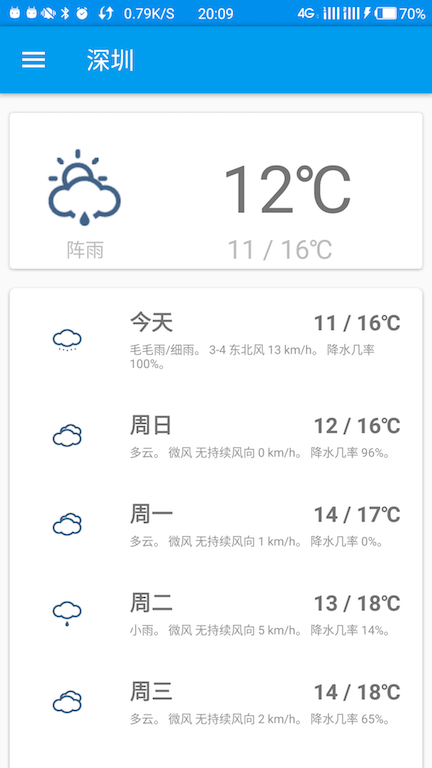 0.79K/S 20:09 4G 70%
深圳
12℃
阵雨 11 / 16℃
今天 11 / 16℃
毛毛雨/细雨。 3-4 东北风 13 km/h。 降水几率
100%。
周日 12 / 16℃
多云。 微风 无持续风向 0 km/h。 降水几率 96%。
周一 14 / 17℃
多云。 微风 无持续风向 1 km/h。 降水几率 0%。
周二 13 / 18℃
小雨。 微风 无持续风向 5 km/h。 降水几率 14%。
周三 14 / 18℃
多云。 微风 无持续风向 2 km/h。 降水几率 65%。